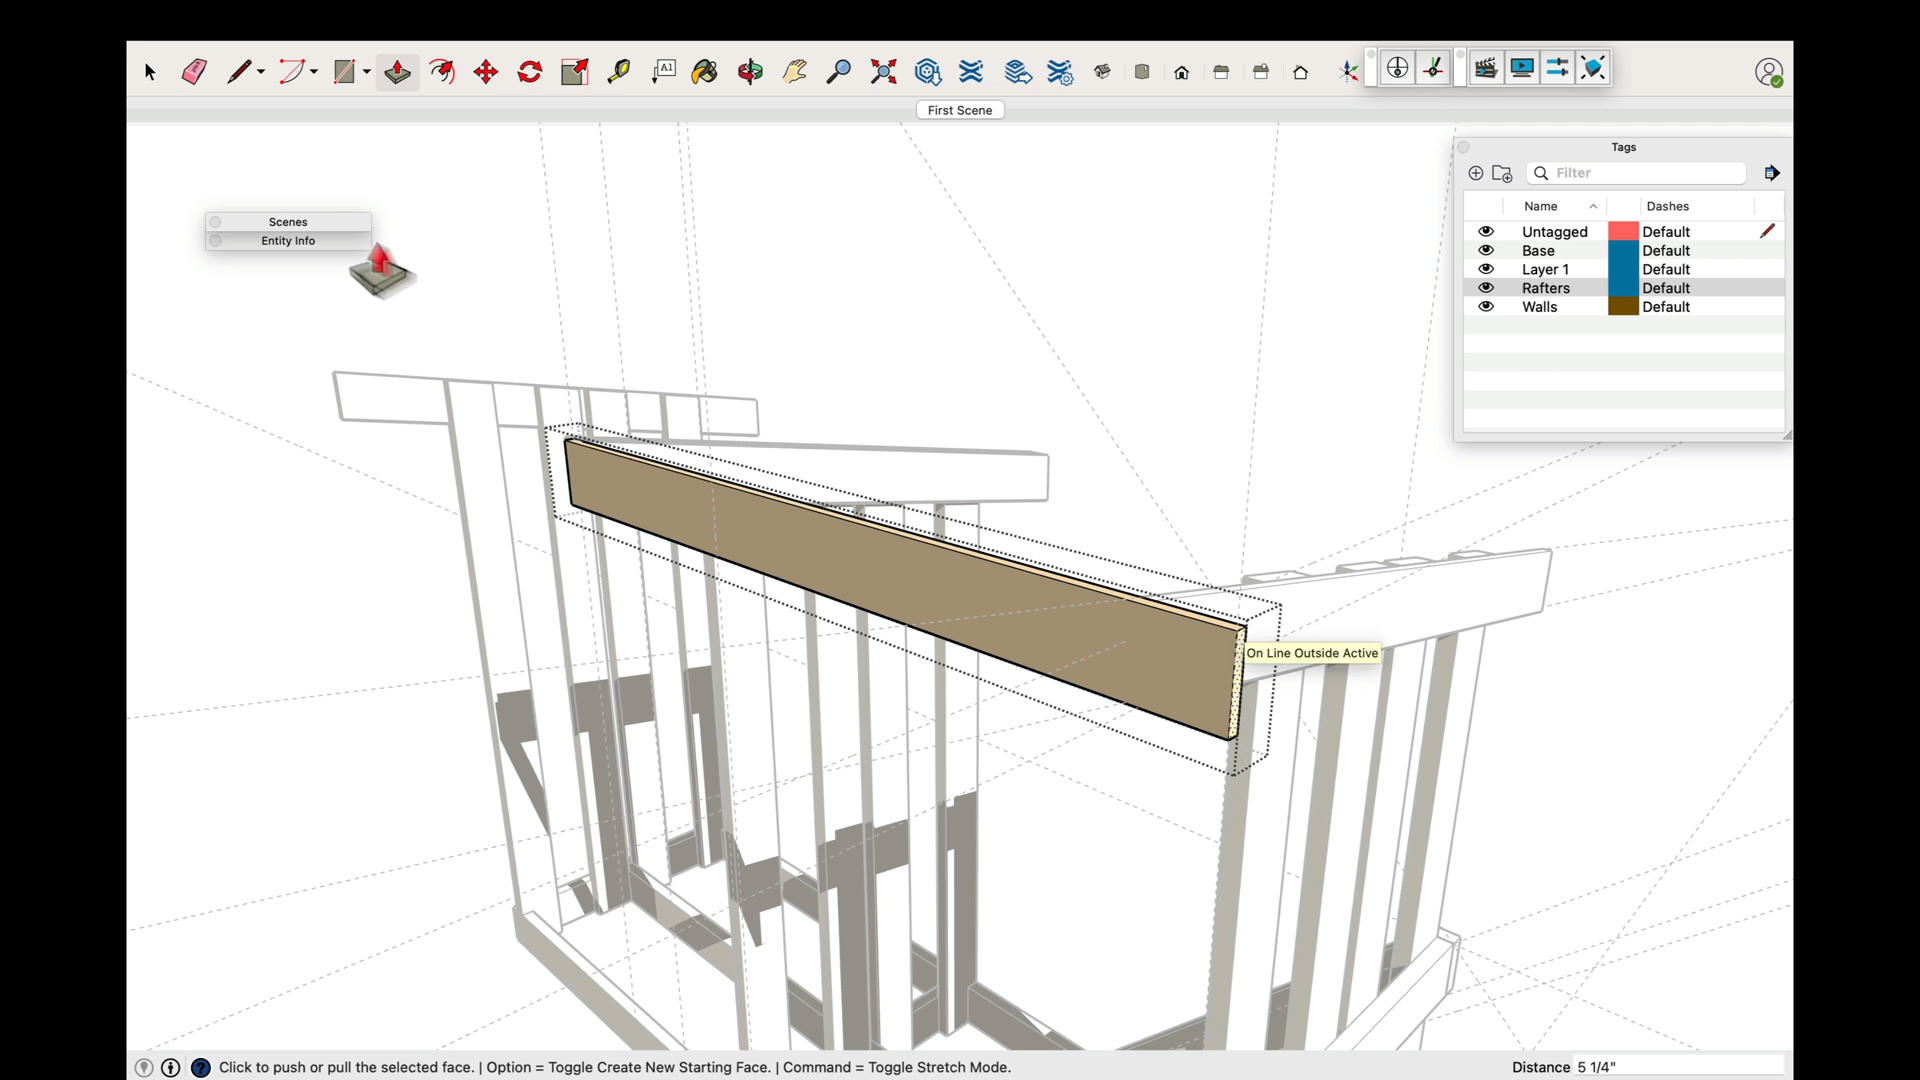 A1
First Scene
Tags
Filter
Name Dashes
Untagged Default
Base Default
Layer 1 Default
Rafters Default
Walls Default
Scenes
Entity Info
On Line Outside Active
Click to push or pull the selected face. | Option = Toggle Create New Starting Face. | Command = Toggle Stretch Mode.
Distance 5 1/4"